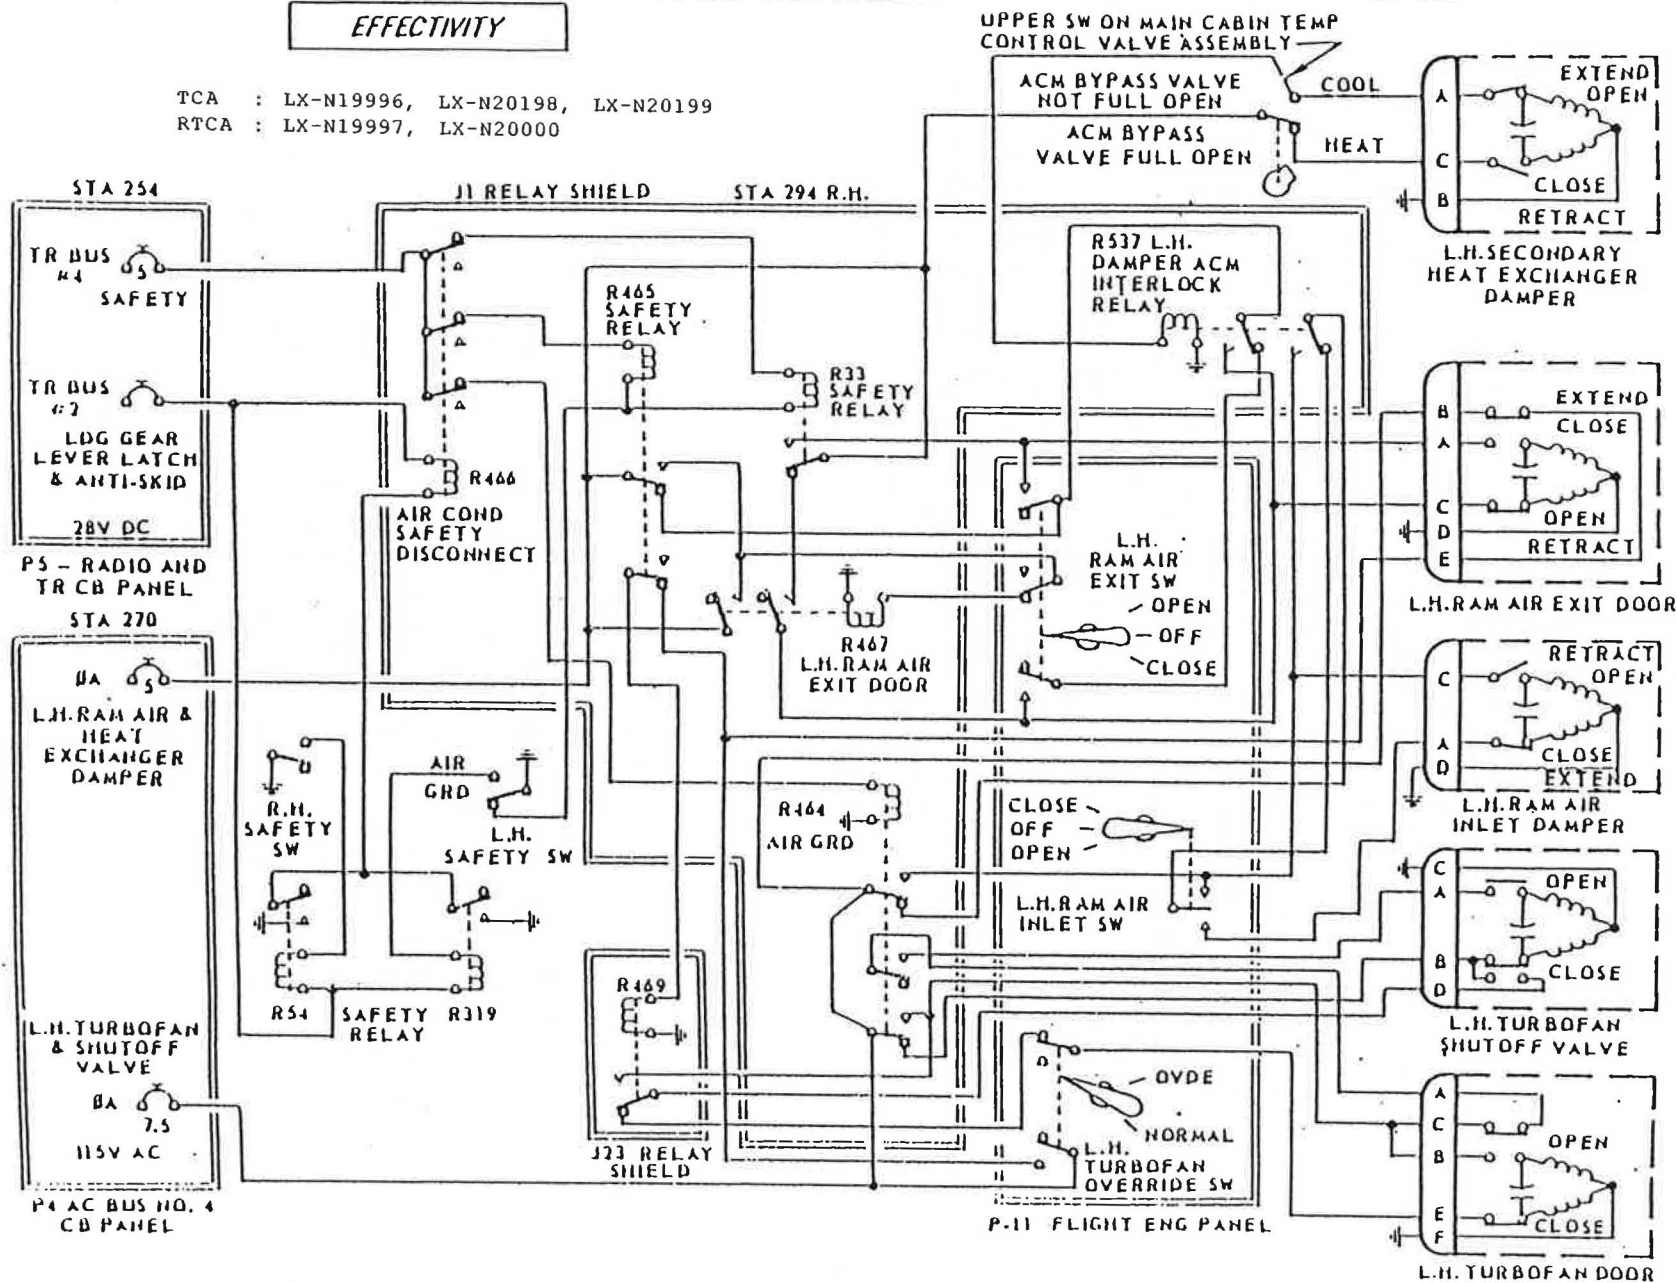 EFFECTIVITY
TCA : LX-N19996, LX-N20198, LX-N20199
RTCA : LX-N19997, LX-N20000
UPPER SW ON MAIN CABIN TEMP
CONTROL VALVE ASSEMBLY
ACM BYPASS VALVE
NOT FULL OPEN
ACM BYPASS
VALVE FULL OPEN
COOL
HEAT
A
C
B
EXTEND
OPEN
CLOSE
RETRACT
L.H. SECONDARY
HEAT EXCHANGER
DAMPER
STA 254
TR BUS
#4
5
SAFETY
TR BUS
#2
LDG GEAR
LEVER LATCH
& ANTI-SKID
28V DC
P5 - RADIO AND
TR CB PANEL
J1 RELAY SHIELD
STA 294 R.H.
R465
SAFETY
RELAY
R33
SAFETY
RELAY
R466
AIR COND
SAFETY
DISCONNECT
R537 L.H.
DAMPER ACM
INTERLOCK
RELAY
R467
L.H. RAM AIR
EXIT DOOR
L.H.
RAM AIR
EXIT SW
OPEN
OFF
CLOSE
B
A
C
D
E
EXTEND
CLOSE
OPEN
RETRACT
L.H. RAM AIR EXIT DOOR
STA 270
ØA
5
L.H. RAM AIR &
HEAT
EXCHANGER
DAMPER
R.H.
SAFETY
SW
AIR
GRD
L.H.
SAFETY SW
R54
SAFETY
RELAY
R319
R464
AIR GRD
CLOSE
OFF
OPEN
L.H. RAM AIR
INLET SW
C
A
D
RETRACT
OPEN
CLOSE
EXTEND
L.H. RAM AIR
INLET DAMPER
C
A
B
D
OPEN
CLOSE
L.H. TURBOFAN
SHUTOFF VALVE
L.H. TURBOFAN
& SHUTOFF
VALVE
ØA
7.5
115V AC
P4 AC BUS NO. 4
CB PANEL
R469
J23 RELAY
SHIELD
OVDE
NORMAL
L.H.
TURBOFAN
OVERRIDE SW
P-11 FLIGHT ENG PANEL
A
C
B
E
F
OPEN
CLOSE
L.H. TURBOFAN DOOR